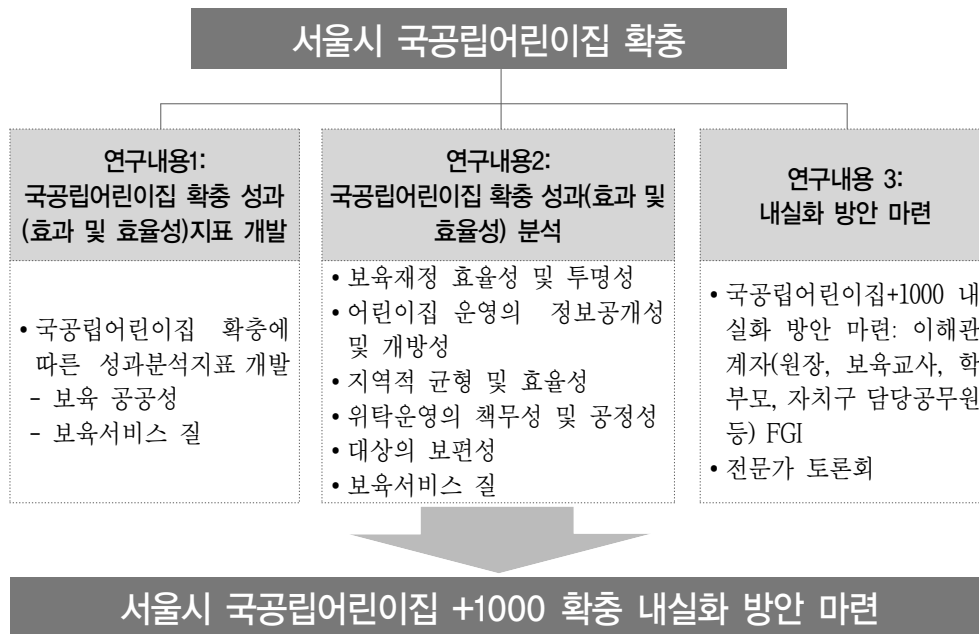 서울시 국공립어린이집 확충
연구내용1:
국공립어린이집 확충 성과
(효과 및 효율성)지표 개발
• 국공립어린이집 확충에
따른 성과분석지표 개발
- 보육 공공성
- 보육서비스 질
연구내용2:
국공립어린이집 확충 성과(효과 및
효율성) 분석
• 보육재정 효율성 및 투명성
• 어린이집 운영의 정보공개성
및 개방성
• 지역적 균형 및 효율성
• 위탁운영의 책무성 및 공정성
• 대상의 보편성
• 보육서비스 질
연구내용 3:
내실화 방안 마련
• 국공립어린이집+1000 내
실화 방안 마련: 이해관
계자(원장, 보육교사, 학
부모, 자치구 담당공무원
등) FGI
• 전문가 토론회
서울시 국공립어린이집 +1000 확충 내실화 방안 마련